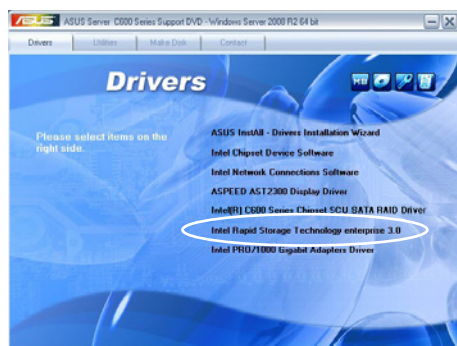 ASUS ASUS Server C600 Series Support DVD - Windows Server 2008 R2 64 bit
Drivers Utilities Make Disk Contact
Drivers
Please select items on the
right side.
ASUS InstAll - Drivers Installation Wizard
Intel Chipset Device Software
Intel Network Connections Software
ASPEED AST2300 Display Driver
Intel(R) C600 Series Chipset SCU SATA RAID Driver
Intel Rapid Storage Technology enterprise 3.0
Intel PRO/1000 Gigabit Adapters Driver